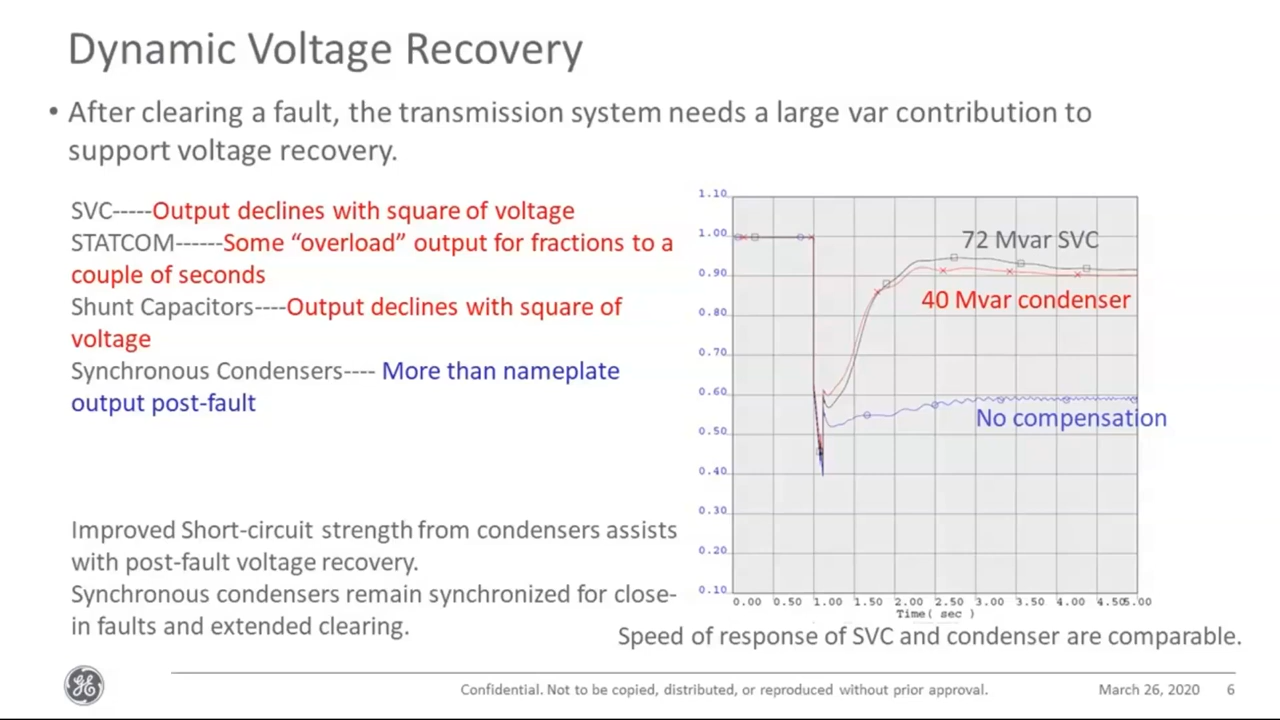 Dynamic Voltage Recovery
• After clearing a fault, the transmission system needs a large var contribution to
support voltage recovery.
SVC-----Output declines with square of voltage
STATCOM------Some “overload” output for fractions to a
couple of seconds
Shunt Capacitors----Output declines with square of
voltage
Synchronous Condensers---- More than nameplate
output post-fault
Improved Short-circuit strength from condensers assists
with post-fault voltage recovery.
Synchronous condensers remain synchronized for close-
in faults and extended clearing.
1.10
1.00
0.90
0.80
0.70
0.60
0.50
0.40
0.30
0.20
0.10
72 Mvar SVC
40 Mvar condenser
No compensation
0.00 0.50 1.00 1.50 2.00 2.50 3.00 3.50 4.00 4.50 5.00
Time( sec )
Speed of response of SVC and condenser are comparable.
GE
Confidential. Not to be copied, distributed, or reproduced without prior approval.
March 26, 2020 6